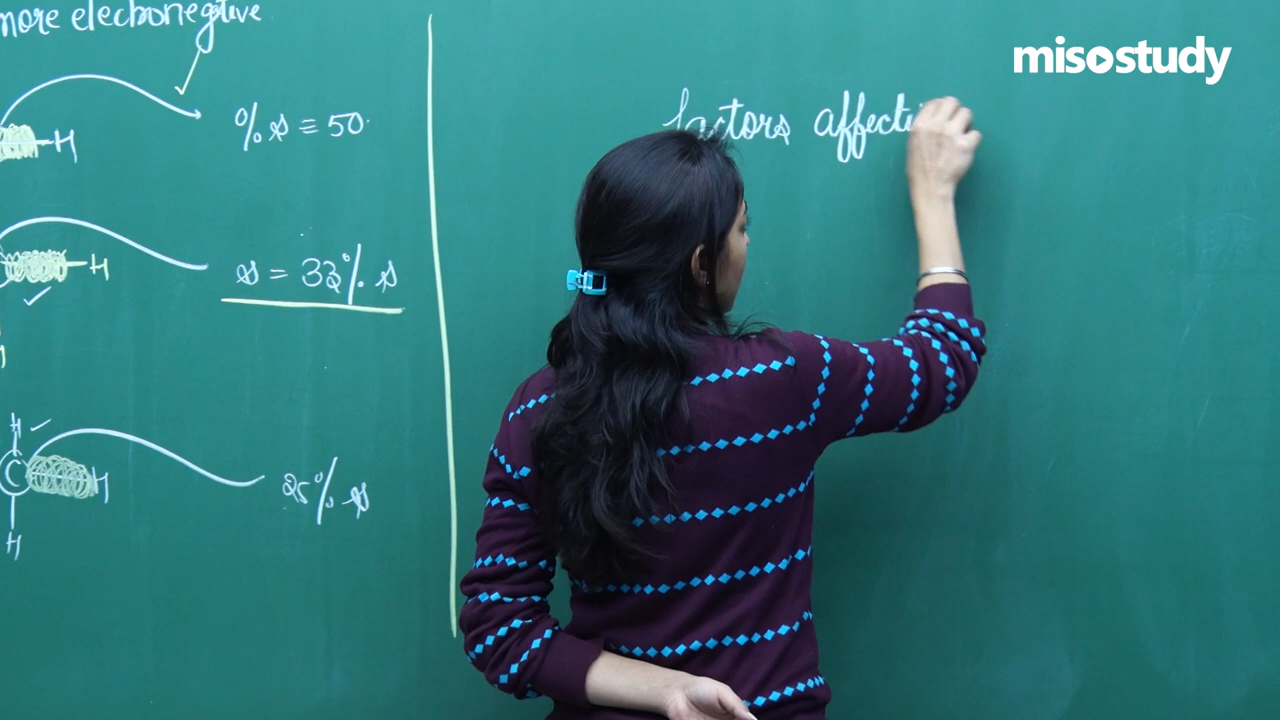 more electronegative
H
% s ≡ 50
H
s = 33% s
H
C H
25% s
H
factors affecti
misostudy